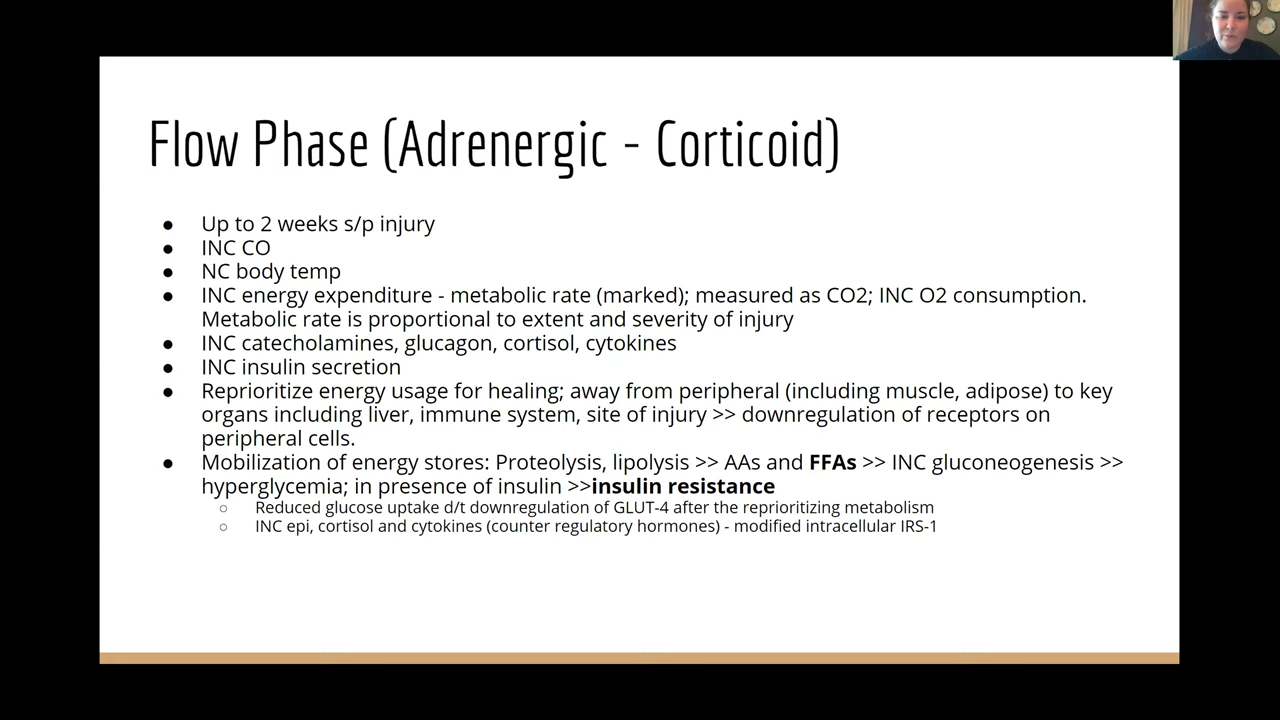 Flow Phase (Adrenergic - Corticoid)
● Up to 2 weeks s/p injury
● INC CO
● NC body temp
● INC energy expenditure - metabolic rate (marked); measured as CO2; INC O2 consumption.
Metabolic rate is proportional to extent and severity of injury
● INC catecholamines, glucagon, cortisol, cytokines
● INC insulin secretion
● Reprioritize energy usage for healing; away from peripheral (including muscle, adipose) to key
organs including liver, immune system, site of injury >> downregulation of receptors on
peripheral cells.
● Mobilization of energy stores: Proteolysis, lipolysis >> AAs and FFAs >> INC gluconeogenesis >>
hyperglycemia; in presence of insulin >>insulin resistance
○ Reduced glucose uptake d/t downregulation of GLUT-4 after the reprioritizing metabolism
○ INC epi, cortisol and cytokines (counter regulatory hormones) - modified intracellular IRS-1